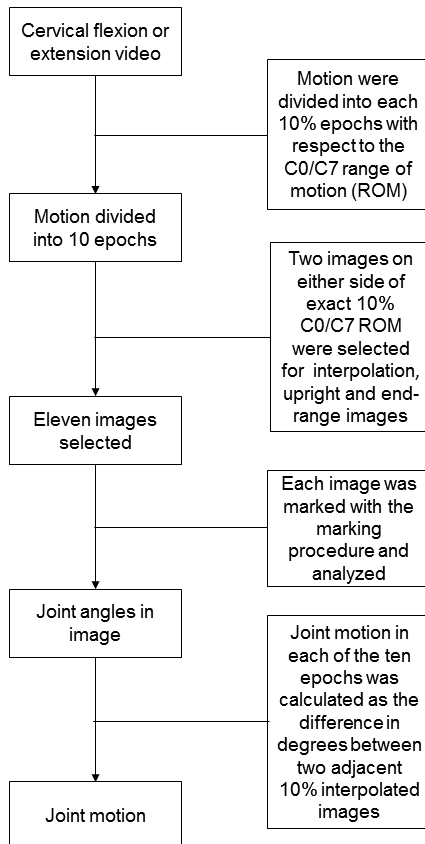 Cervical flexion or
extension video
Motion were
divided into each
10% epochs with
respect to the
C0/C7 range of
motion (ROM)
Motion divided
into 10 epochs
Two images on
either side of
exact 10%
C0/C7 ROM
were selected
for interpolation,
upright and end-
range images
Eleven images
selected
Each image was
marked with the
marking
procedure and
analyzed
Joint angles in
image
Joint motion in
each of the ten
epochs was
calculated as the
difference in
degrees between
two adjacent
10% interpolated
images
Joint motion